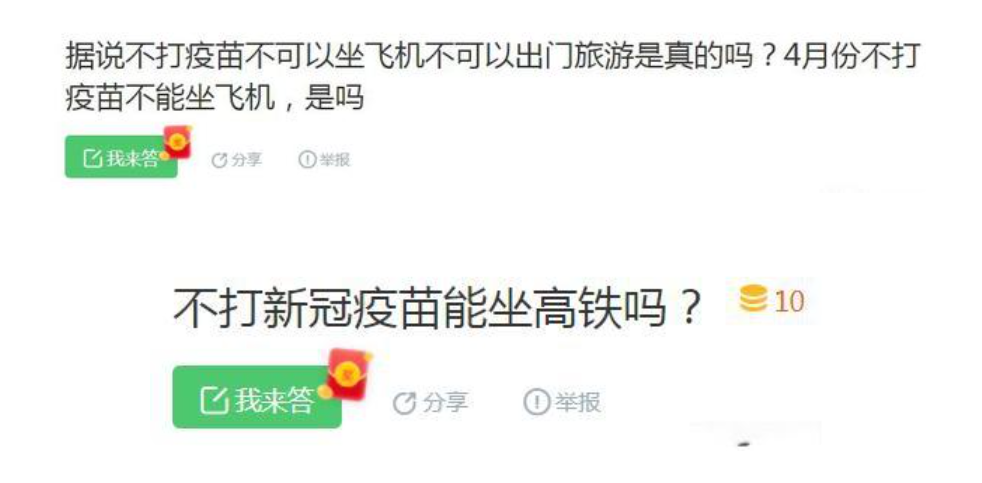 据说不打疫苗不可以坐飞机不可以出门旅游是真的吗？4月份不打
疫苗不能坐飞机，是吗
我来答 分享 举报
不打新冠疫苗能坐高铁吗？ 10
我来答 分享 举报